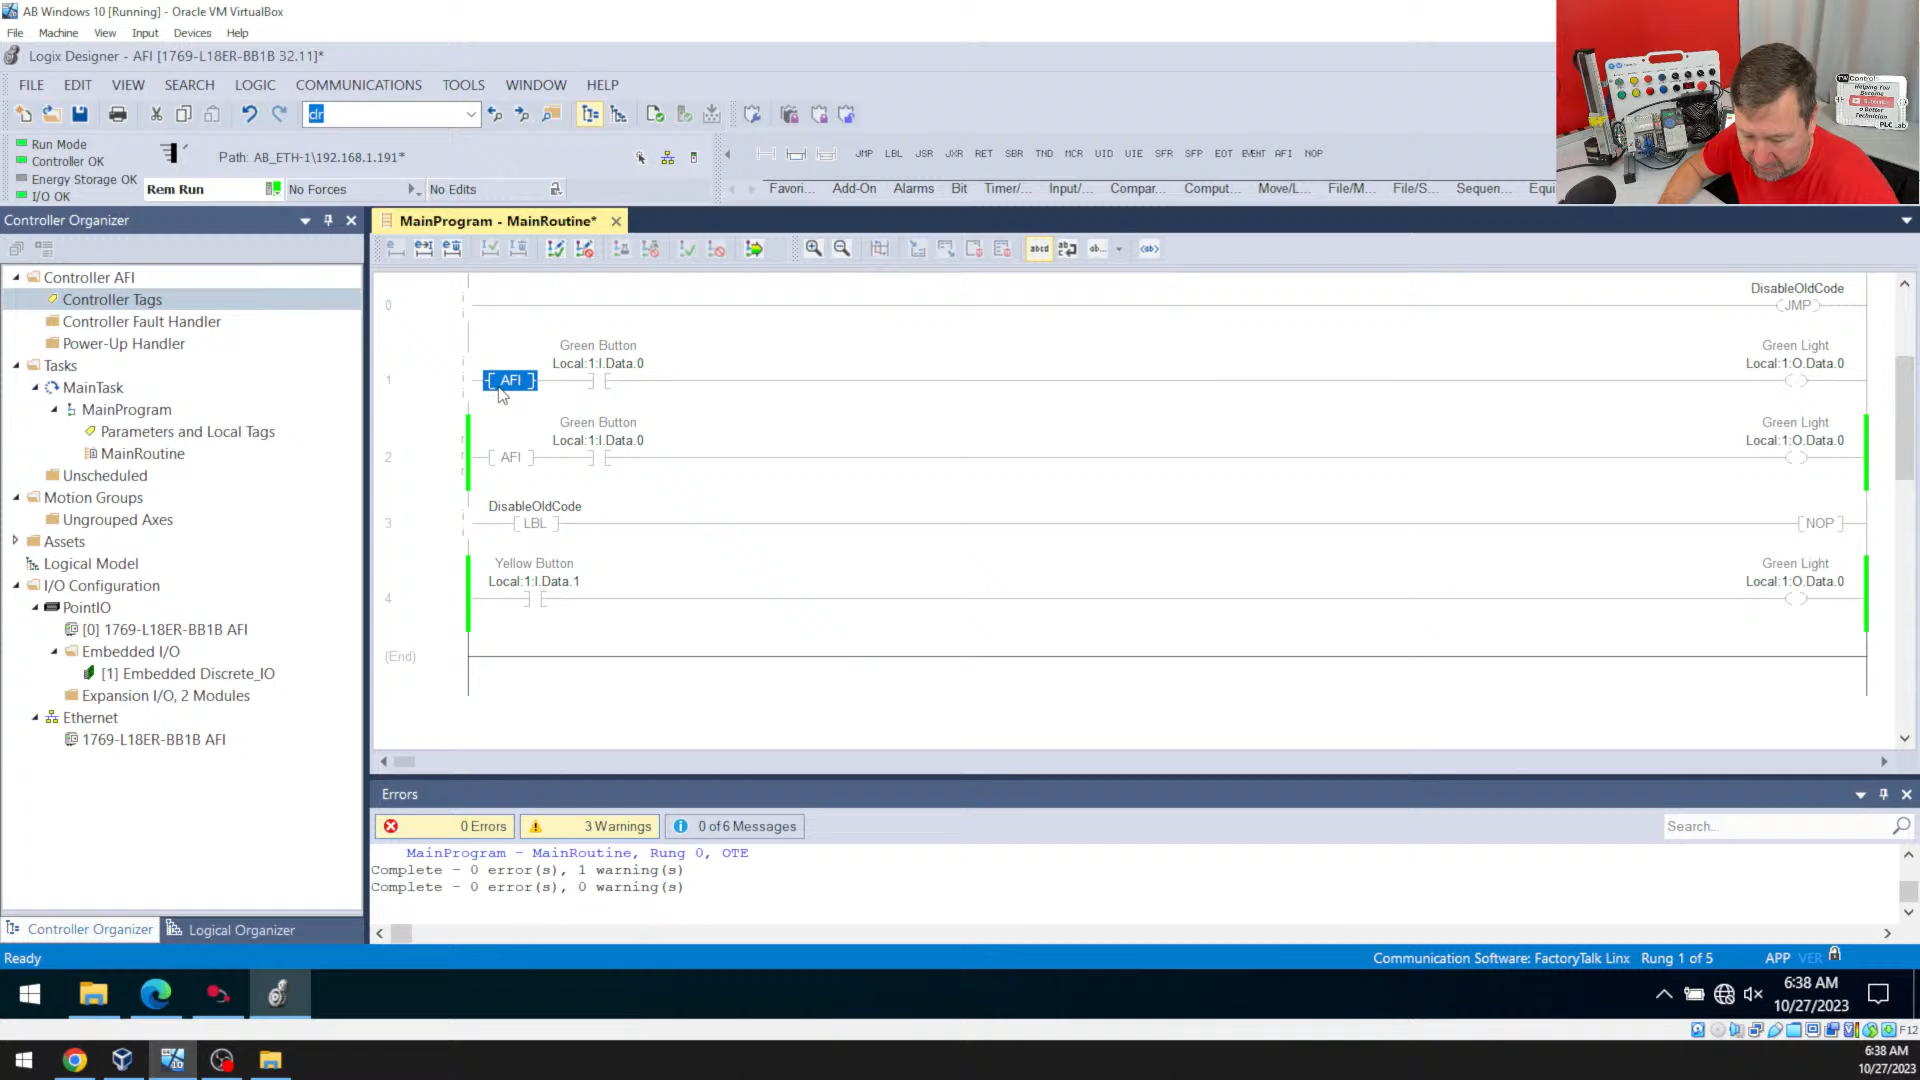 AB Windows 10 [Running] - Oracle VM VirtualBox
File Machine View Input Devices Help
Logix Designer - AFI [1769-L18ER-BB1B 32.11]*
FILE EDIT VIEW SEARCH LOGIC COMMUNICATIONS TOOLS WINDOW HELP
dr
Run Mode
Controller OK
Energy Storage OK
I/O OK
Path: AB_ETH-1\192.168.1.191*
Rem Run No Forces No Edits
JMP LBL JSR JXR RET SBR TND MCR UID UIE SFR SFP EOT EVENT AFI NOP
Favori... Add-On Alarms Bit Timer/... Input/... Compar... Comput... Move/L... File/M... File/S... Sequen... Equi
TW Controls
Helping You
Become
a Better
Technician
PLC Lab
Controller Organizer
MainProgram - MainRoutine*
Controller AFI
Controller Tags
Controller Fault Handler
Power-Up Handler
Tasks
MainTask
MainProgram
Parameters and Local Tags
MainRoutine
Unscheduled
Motion Groups
Ungrouped Axes
Assets
Logical Model
I/O Configuration
PointIO
[0] 1769-L18ER-BB1B AFI
Embedded I/O
[1] Embedded Discrete_IO
Expansion I/O, 2 Modules
Ethernet
1769-L18ER-BB1B AFI
Controller Organizer Logical Organizer
abcd ab...
DisableOldCode
0 JMP
Green Button Green Light
Local:1:I.Data.0 Local:1:O.Data.0
1 AFI
Green Button Green Light
Local:1:I.Data.0 Local:1:O.Data.0
2 AFI
DisableOldCode
3 LBL NOP
Yellow Button Green Light
Local:1:I.Data.1 Local:1:O.Data.0
4
(End)
Errors
0 Errors 3 Warnings 0 of 6 Messages Search...
MainProgram - MainRoutine, Rung 0, OTE
Complete - 0 error(s), 1 warning(s)
Complete - 0 error(s), 0 warning(s)
Ready Communication Software: FactoryTalk Linx Rung 1 of 5 APP VER
6:38 AM
10/27/2023
F12
6:38 AM
10/27/2023